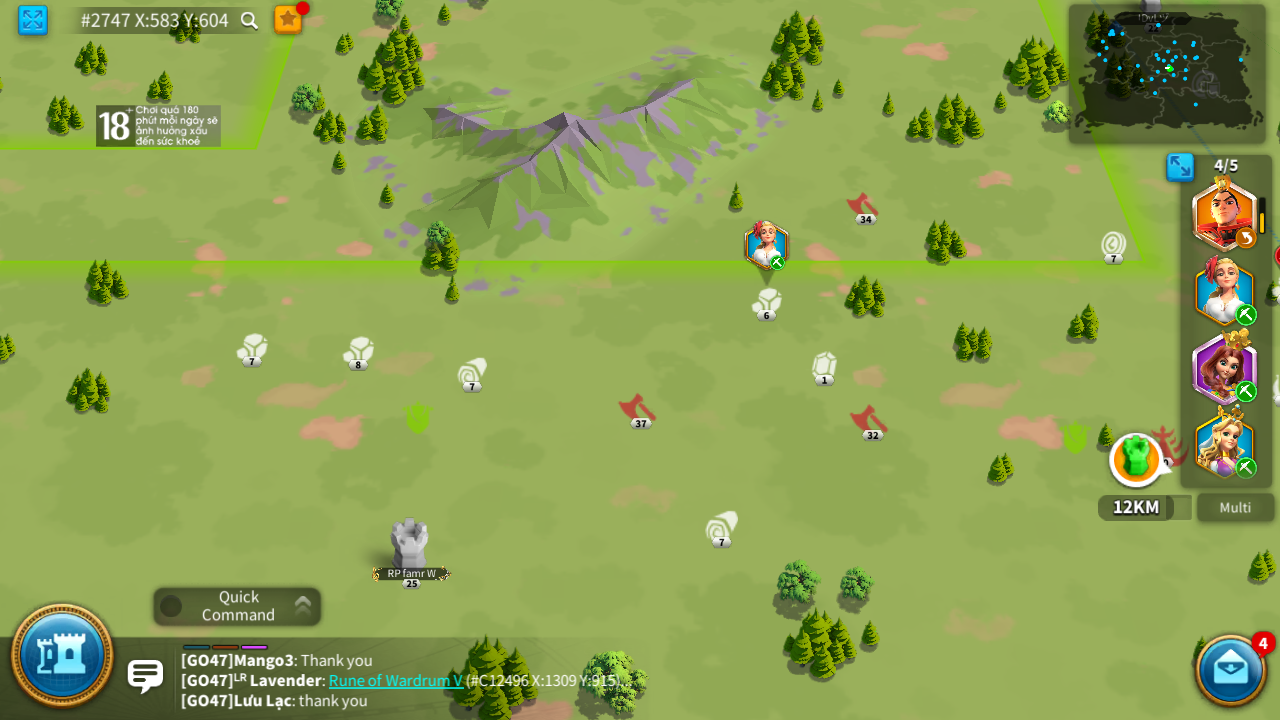 #2747 X:583 Y:604
18+
Chơi quá 180
phút mỗi ngày sẽ
ảnh hưởng xấu
đến sức khoẻ
4/5
34
7
6
7
8
7
1
37
32
12KM
Multi
7
RP famr W
25
Quick
Command
[GO47]Mango3: Thank you
[GO47]LR Lavender: Rune of Wardrum V (#C12496 X:1309 Y:915)
[GO47]Lưu Lạc: thank you
4